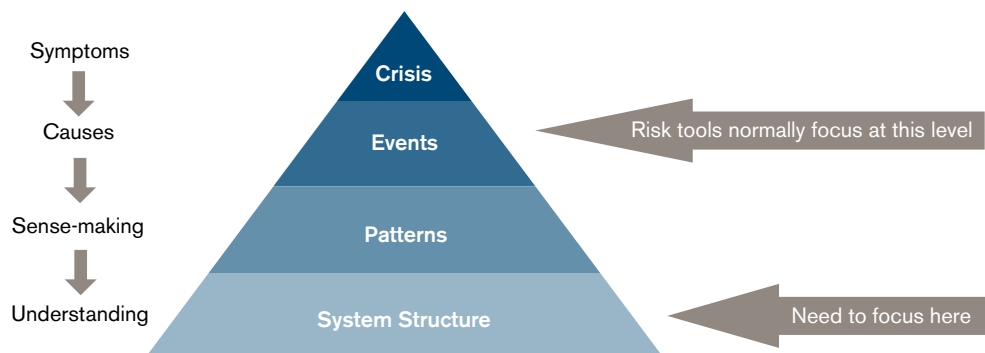 Symptoms
Crisis
Causes
Events
Risk tools normally focus at this level
Sense-making
Patterns
Understanding
System Structure
Need to focus here